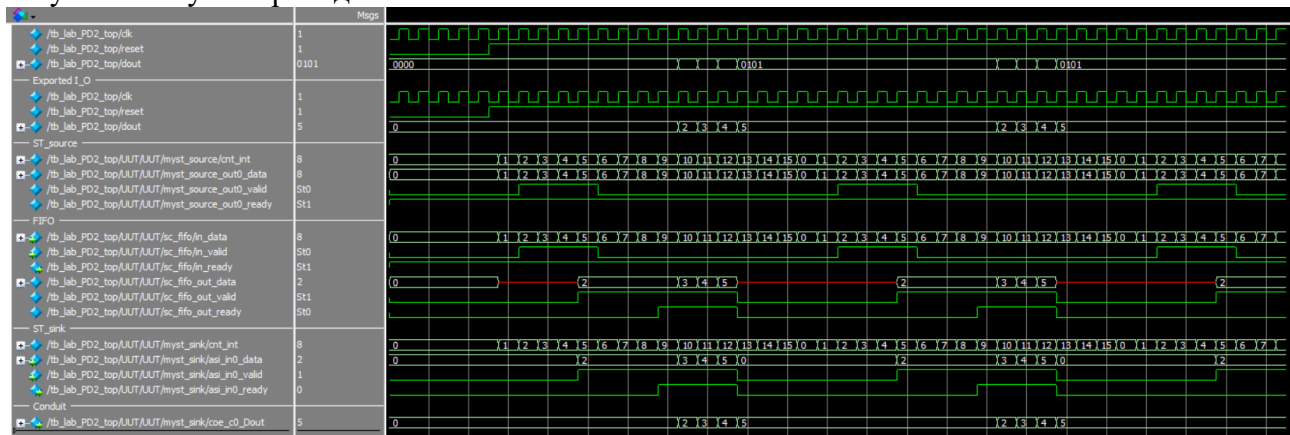 Msgs
/tb_lab_PD2_top/clk 1
/tb_lab_PD2_top/reset 1
/tb_lab_PD2_top/dout 0101 0000 0101 0101
Exported I_O
/tb_lab_PD2_top/clk 1
/tb_lab_PD2_top/reset 1
/tb_lab_PD2_top/dout 5 0 2 3 4 5 2 3 4 5
ST_source
/tb_lab_PD2_top/UUT/UUT/myst_source/cnt_int 8 0 1 2 3 4 5 6 7 8 9 10 11 12 13 14 15 0 1 2 3 4 5 6 7 8 9 10 11 12 13 14 15 0 1 2 3 4 5 6 7
/tb_lab_PD2_top/UUT/UUT/myst_source_out0_data 8 0 1 2 3 4 5 6 7 8 9 10 11 12 13 14 15 0 1 2 3 4 5 6 7 8 9 10 11 12 13 14 15 0 1 2 3 4 5 6 7
/tb_lab_PD2_top/UUT/UUT/myst_source_out0_valid St0
/tb_lab_PD2_top/UUT/UUT/myst_source_out0_ready St1
FIFO
/tb_lab_PD2_top/UUT/UUT/sc_fifo/in_data 8 0 1 2 3 4 5 6 7 8 9 10 11 12 13 14 15 0 1 2 3 4 5 6 7 8 9 10 11 12 13 14 15 0 1 2 3 4 5 6 7
/tb_lab_PD2_top/UUT/UUT/sc_fifo/in_valid St0
/tb_lab_PD2_top/UUT/UUT/sc_fifo/in_ready St1
/tb_lab_PD2_top/UUT/UUT/sc_fifo_out_data 2 0 2 3 4 5 2 3 4 5 2
/tb_lab_PD2_top/UUT/UUT/sc_fifo_out_valid St1
/tb_lab_PD2_top/UUT/UUT/sc_fifo_out_ready St0
ST_sink
/tb_lab_PD2_top/UUT/UUT/myst_sink/cnt_int 8 0 1 2 3 4 5 6 7 8 9 10 11 12 13 14 15 0 1 2 3 4 5 6 7 8 9 10 11 12 13 14 15 0 1 2 3 4 5 6 7
/tb_lab_PD2_top/UUT/UUT/myst_sink/asi_in0_data 2 0 2 3 4 5 0 2 3 4 5 0 2
/tb_lab_PD2_top/UUT/UUT/myst_sink/asi_in0_valid 1
/tb_lab_PD2_top/UUT/UUT/myst_sink/asi_in0_ready 0
Conduit
/tb_lab_PD2_top/UUT/UUT/myst_sink/coe_c0_Dout 5 0 2 3 4 5 2 3 4 5